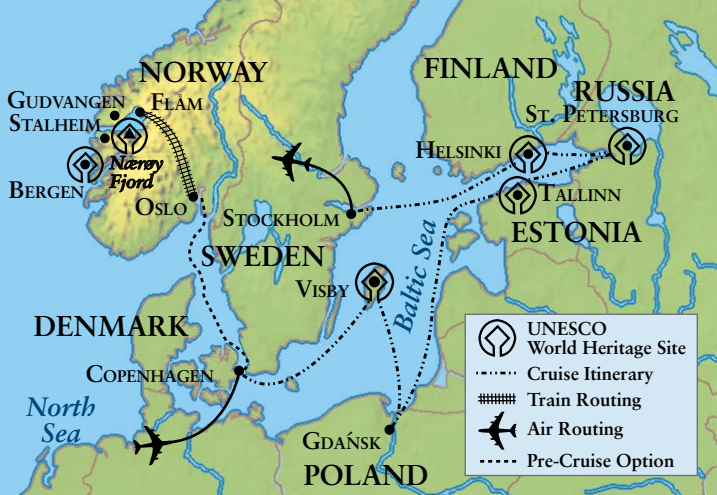 NORWAY
FINLAND
RUSSIA
GUDVANGEN
FLÅM
STALHEIM
ST. PETERSBURG
HELSINKI
Nærøy
Fjord
BERGEN
OSLO
TALLINN
STOCKHOLM
ESTONIA
SWEDEN
VISBY
Baltic Sea
DENMARK
COPENHAGEN
North
Sea
GDAŃSK
POLAND
UNESCO
World Heritage Site
Cruise Itinerary
Train Routing
Air Routing
Pre-Cruise Option